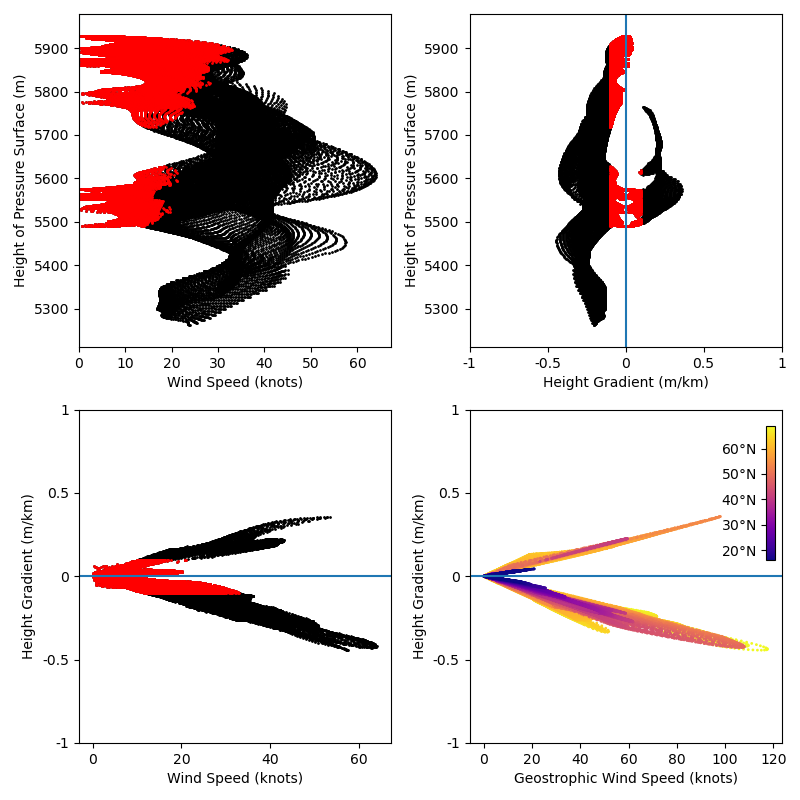 Height of Pressure Surface (m)
5900
5800
5700
5600
5500
5400
5300
0 10 20 30 40 50 60
Wind Speed (knots)
Height of Pressure Surface (m)
5900
5800
5700
5600
5500
5400
5300
-1 -0.5 0 0.5 1
Height Gradient (m/km)
Height Gradient (m/km)
1
0.5
0
-0.5
-1
0 20 40 60
Wind Speed (knots)
Height Gradient (m/km)
1
0.5
0
-0.5
-1
60°N
50°N
40°N
30°N
20°N
0 20 40 60 80 100 120
Geostrophic Wind Speed (knots)